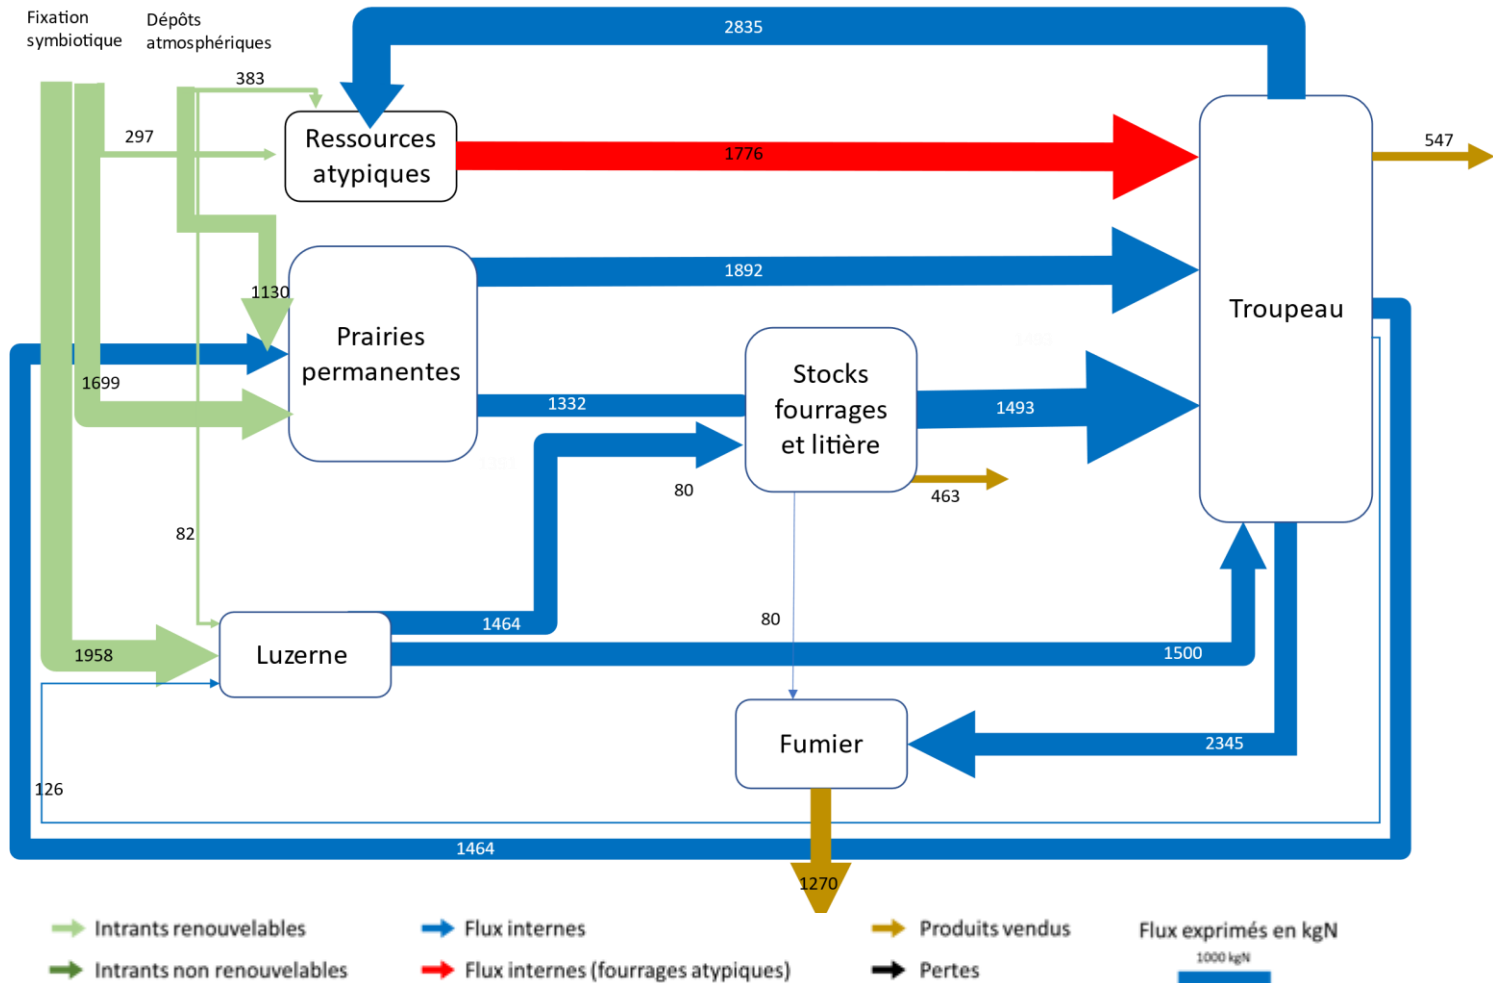 Fixation
symbiotique
Dépôts
atmosphériques
2835
383
297
Ressources
atypiques
1776
547
1892
1130
Troupeau
Prairies
permanentes
1699
1332
Stocks
fourrages
et litière
1493
80
463
82
80
1464
Luzerne
1958
1500
Fumier
2345
126
1464
1270
Intrants renouvelables
Flux internes
Produits vendus
Flux exprimés en kgN
Intrants non renouvelables
Flux internes (fourrages atypiques)
Pertes
1000 kgN